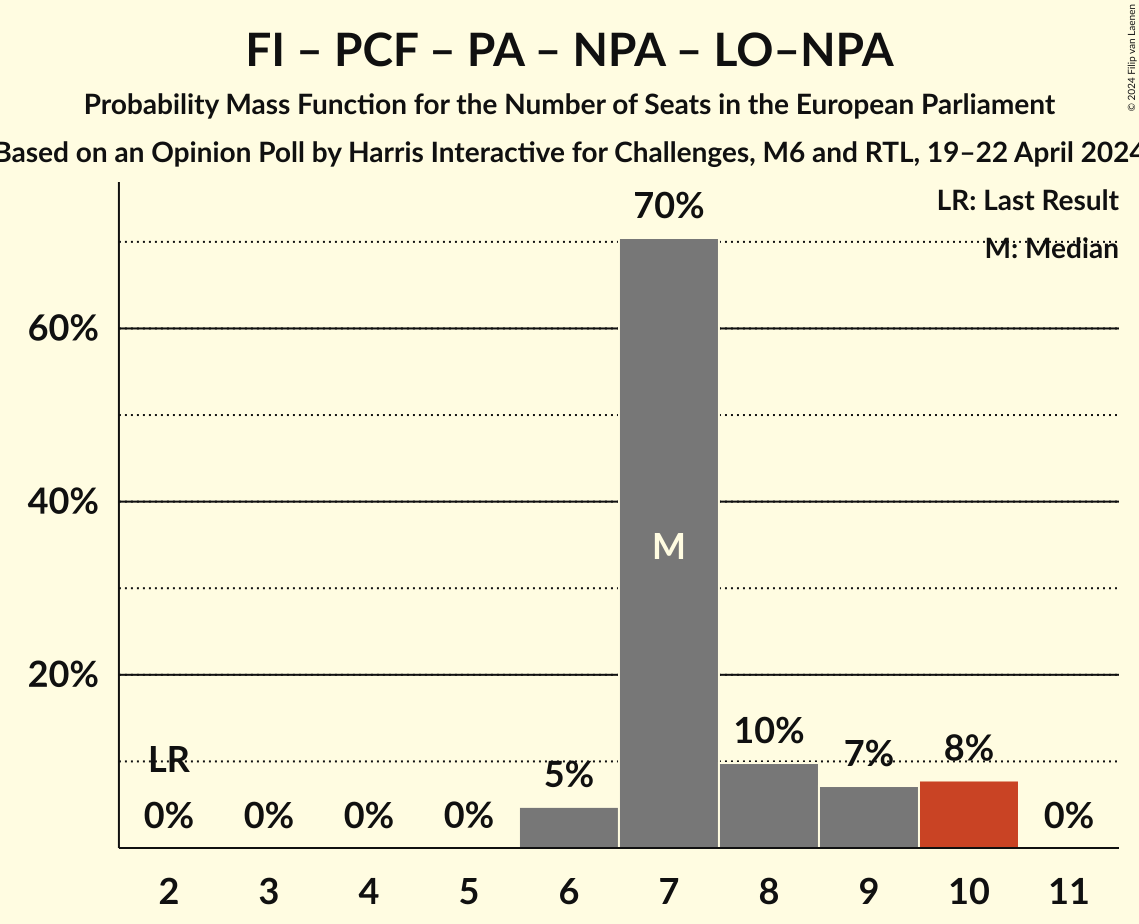 © 2024 Filip van Laenen
FI – PCF – PA – NPA – LO–NPA
Probability Mass Function for the Number of Seats in the European Parliament
Based on an Opinion Poll by Harris Interactive for Challenges, M6 and RTL, 19–22 April 2024
LR: Last Result
M: Median
70%
60%
40%
M
20%
LR
0%
0%
0%
0%
5%
10%
7%
8%
0%
2 3 4 5 6 7 8 9 10 11